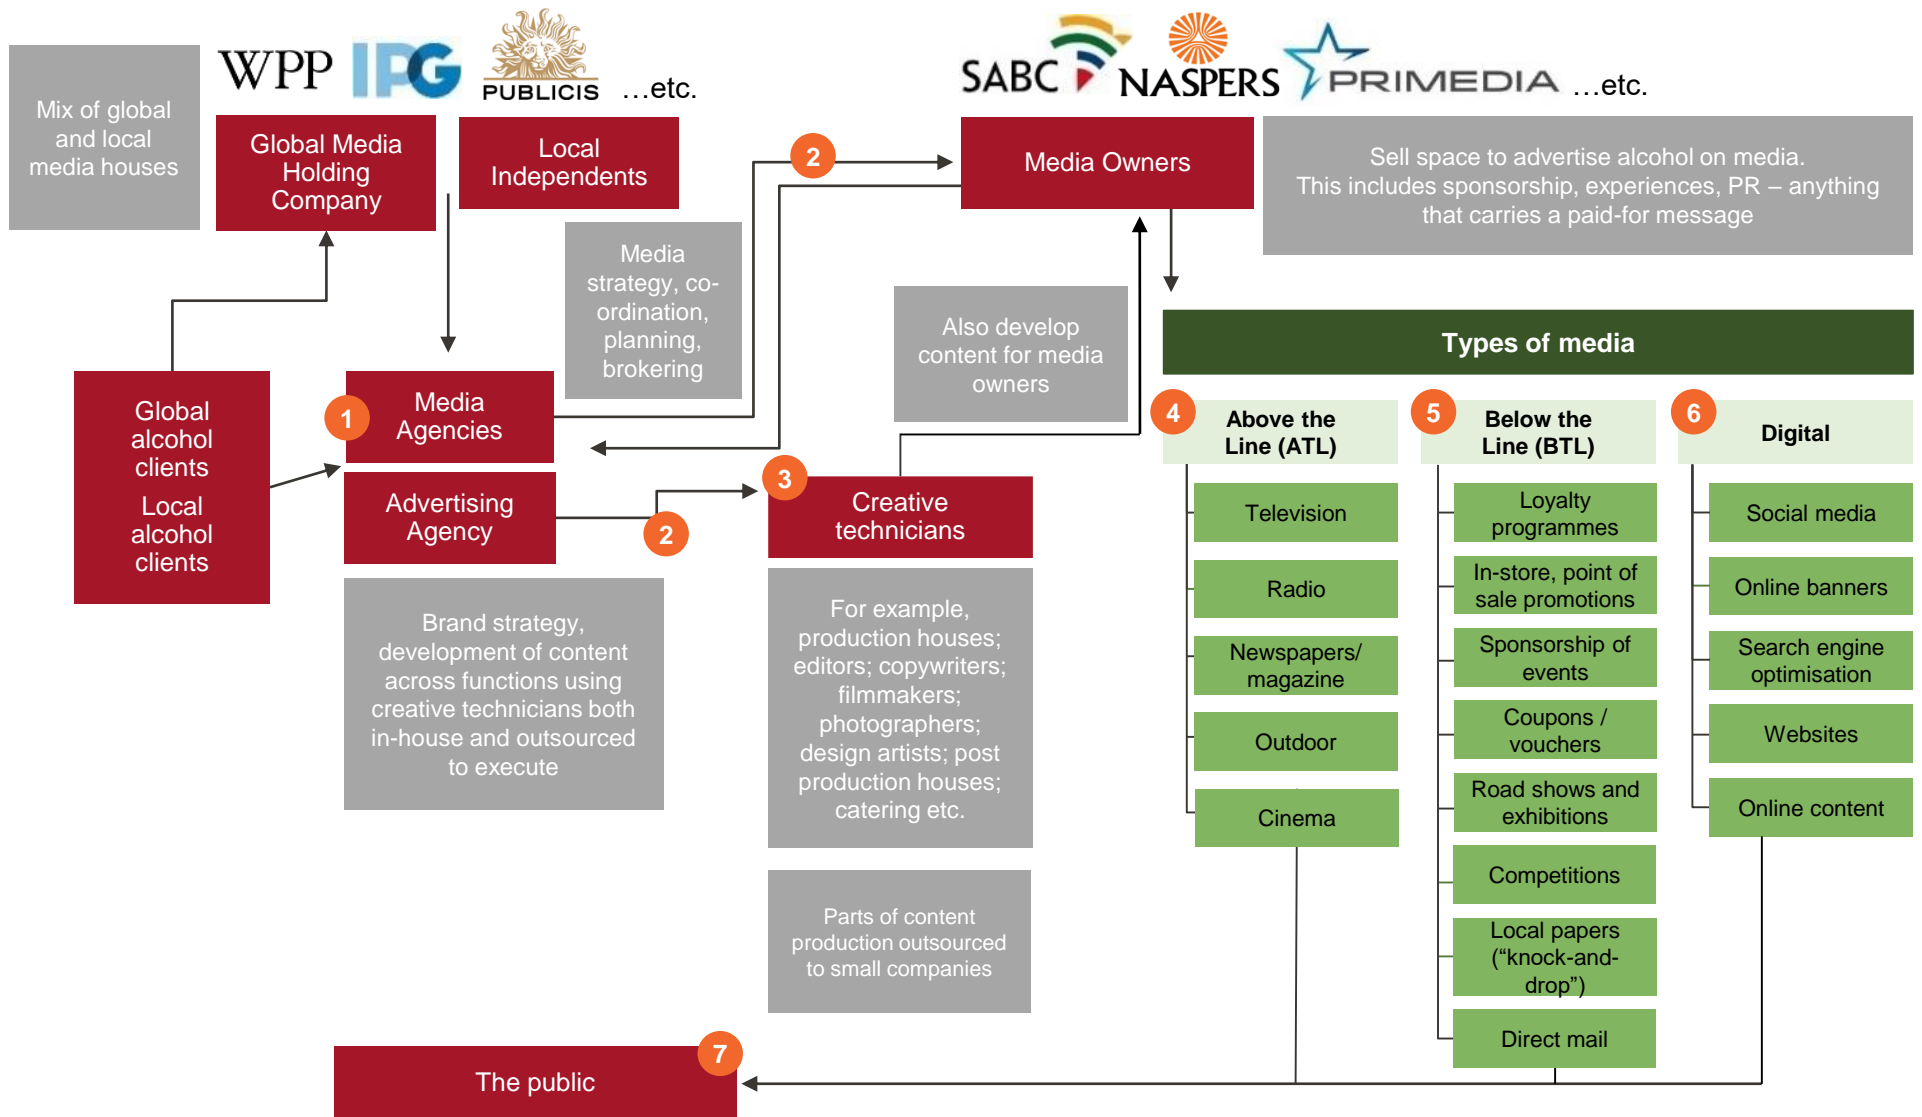 WPP
IPG
PUBLICIS
...etc.
SABC
NASPERS
PRIMEDIA
...etc.
Mix of global
and local
media houses
Global Media
Holding
Company
Local
Independents
2
Media Owners
Sell space to advertise alcohol on media.
This includes sponsorship, experiences, PR – anything
that carries a paid-for message
Media
strategy, co-
ordination,
planning,
brokering
Also develop
content for media
owners
Types of media
Global
alcohol
clients
Local
alcohol
clients
1
Media
Agencies
Advertising
Agency
2
3
Creative
technicians
Brand strategy,
development of content
across functions using
creative technicians both
in-house and outsourced
to execute
For example,
production houses;
editors; copywriters;
filmmakers;
photographers;
design artists; post
production houses;
catering etc.
Parts of content
production outsourced
to small companies
4
Above the
Line (ATL)
Television
Radio
Newspapers/
magazine
Outdoor
Cinema
5
Below the
Line (BTL)
Loyalty
programmes
In-store, point of
sale promotions
Sponsorship of
events
Coupons /
vouchers
Road shows and
exhibitions
Competitions
Local papers
(“knock-and-
drop”)
Direct mail
6
Digital
Social media
Online banners
Search engine
optimisation
Websites
Online content
7
The public